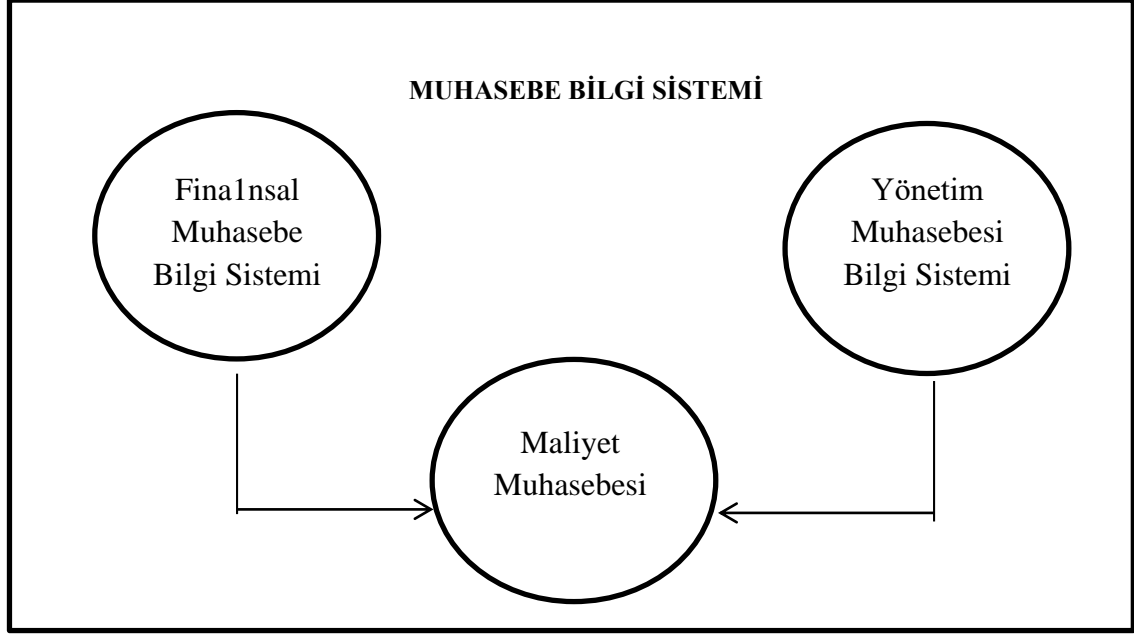 MUHASEBE BİLGİ SİSTEMİ
Fina1nsal
Muhasebe
Bilgi Sistemi
Yönetim
Muhasebesi
Bilgi Sistemi
Maliyet
Muhasebesi